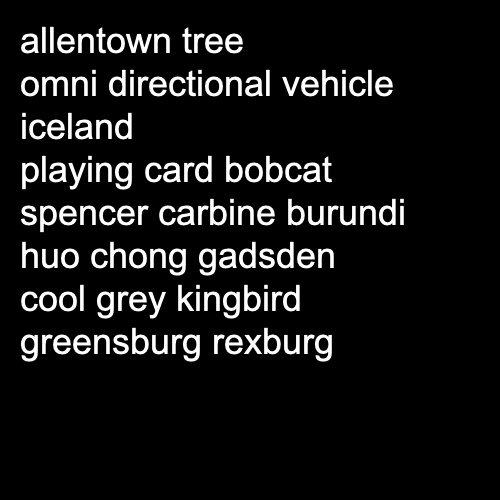 allentown tree
omni directional vehicle
iceland
playing card bobcat
spencer carbine burundi
huo chong gadsden
cool grey kingbird
greensburg rexburg